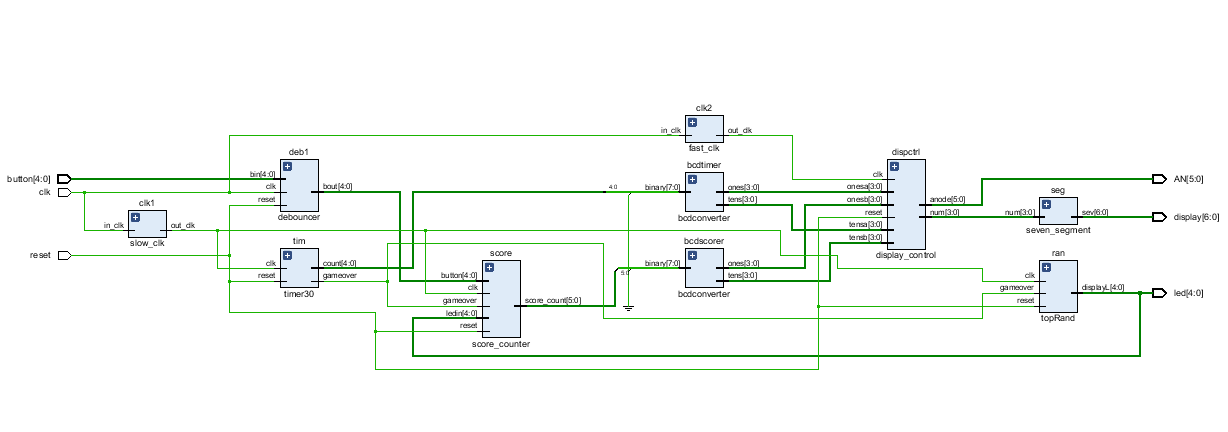 clk2
in_clk out_clk
fast_clk
deb1
button[4:0]
clk
bin[4:0]
clk
reset
bout[4:0]
debouncer
clk1
in_clk out_clk
slow_clk
reset
tim
clk
reset
count[4:0]
gameover
timer30
score
button[4:0]
clk
gameover
ledin[4:0]
reset
score_count[5:0]
score_counter
bcdtimer
4:0
binary[7:0]
ones[3:0]
tens[3:0]
bcdconverter
bcdscorer
5:0
binary[7:0]
ones[3:0]
tens[3:0]
bcdconverter
dispctrl
clk
onesa[3:0]
onesb[3:0]
reset
tensa[3:0]
tensb[3:0]
anode[5:0]
num[3:0]
display_control
seg
num[3:0] sev[6:0]
seven_segment
ran
clk
gameover
reset
displayL[4:0]
topRand
AN[5:0]
display[6:0]
led[4:0]